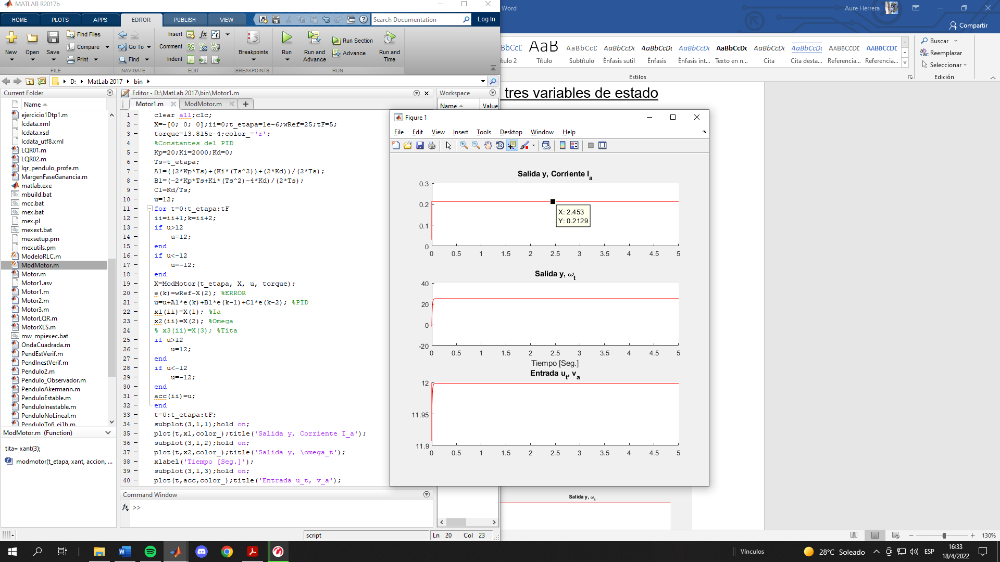 MATLAB R2017b
HOME PLOTS APPS EDITOR PUBLISH VIEW
Search Documentation
Log In
New Open Save
Find Files
Compare
Print
FILE
Go To
Find
NAVIGATE
Insert
Comment
Indent
EDIT
Breakpoints
BREAKPOINTS
Run
Run and Advance
Run Section
Advance
Run and Time
RUN
D: MatLab 2017 bin
Current Folder
Name
ejercicio1Dtp1.m
lcdata.xml
lcdata.xsd
lcdata_utf8.xml
LQR01.m
LQR02.m
lqr_pendulo_profe.m
MargenFaseGanancia.m
matlab.exe
mbuild.bat
mcc.bat
mex.bat
mex.pl
mexext.bat
mexsetup.pm
mexutils.pm
ModeloRLC.m
ModMotor.m
Motor.m
Motor1.asv
Motor1.m
Motor2.m
Motor3.m
MotorLQR.m
MotorXLS.m
mw_mpiexec.bat
OndaCuadrada.m
PendEstVerif.m
PendInestVerif.m
Pendulo2.m
Pendulo_Observador.m
PenduloAkermann.m
PenduloEstable.m
PenduloInestable.m
PenduloNoLineal.m
PenduloTp6_ej1b.m
ModMotor.m (Function)
tita= xant(3);
modmotor(t_etapa, xant, accion, ...
Editor - D:\MatLab 2017\bin\Motor1.m
Motor1.m ModMotor.m
1 clear all;clc;
2 X=-[0; 0; 0];ii=0;t_etapa=1e-6;wRef=25;tF=5;
3 torque=13.815e-4;color_='r';
4 %Constantes del PID
5 Kp=20;Ki=2000;Kd=0;
6 Ts=t_etapa;
7 A1=((2*Kp*Ts)+(Ki*(Ts^2))+(2*Kd))/(2*Ts);
8 B1=(-2*Kp*Ts+Ki*(Ts^2)-4*Kd)/(2*Ts);
9 C1=Kd/Ts;
10 u=12;
11 for t=0:t_etapa:tF
12 ii=ii+1;k=ii+2;
13 if u>12
14 u=12;
15 end
16 if u<-12
17 u=-12;
18 end
19 X=ModMotor(t_etapa, X, u, torque);
20 e(k)=wRef-X(2); %ERROR
21 u=u+A1*e(k)+B1*e(k-1)+C1*e(k-2); %PID
22 x1(ii)=X(1); %Ia
23 x2(ii)=X(2); %Omega
24 % x3(ii)=X(3); %Tita
25 if u>12
26 u=12;
27 end
28 if u<-12
29 u=-12;
30 end
31 acc(ii)=u;
32 end
33 t=0:t_etapa:tF;
34 subplot(3,1,1);hold on;
35 plot(t,x1,color_);title('Salida y, Corriente I_a');
36 subplot(3,1,2);hold on;
37 plot(t,x2,color_);title('Salida y, \omega_t');
38 xlabel('Tiempo [Seg.]');
39 subplot(3,1,3);hold on;
40 plot(t,acc,color_);title('Entrada u_t, v_a');
Command Window
fx >>
Workspace
Name Value
script
Ln 20 Col 23
Figure 1
File Edit View Insert Tools Desktop Window Help
Salida y, Corriente Ia
0.3
0.2
0.1
0
X: 2.453
Y: 0.2129
0 0.5 1 1.5 2 2.5 3 3.5 4 4.5 5
Salida y, ωt
40
20
0
-20
0 0.5 1 1.5 2 2.5 3 3.5 4 4.5 5
Tiempo [Seg.]
Entrada ut, va
12
11.95
11.9
0 0.5 1 1.5 2 2.5 3 3.5 4 4.5 5
Word
Aure Herrera
Compartir
AaBbCcDc AaB AaBbCcD AaBbCcDc AaBbCcDc AaBbCcDc AaBbCcDc AaBbCcDc AaBbCcDc AABBCCDE AABBCCDE
ítulo 2 Título Subtítulo Énfasis sutil Énfasis Énfasis int... Texto en n... Cita Cita desta... Referencia... Referencia...
Estilos
Buscar
Reemplazar
Seleccionar
Edición
tres variables de estado
Salida y, ωt
130%
Vínculos
28°C Soleado
ESP
16:33
18/4/2022